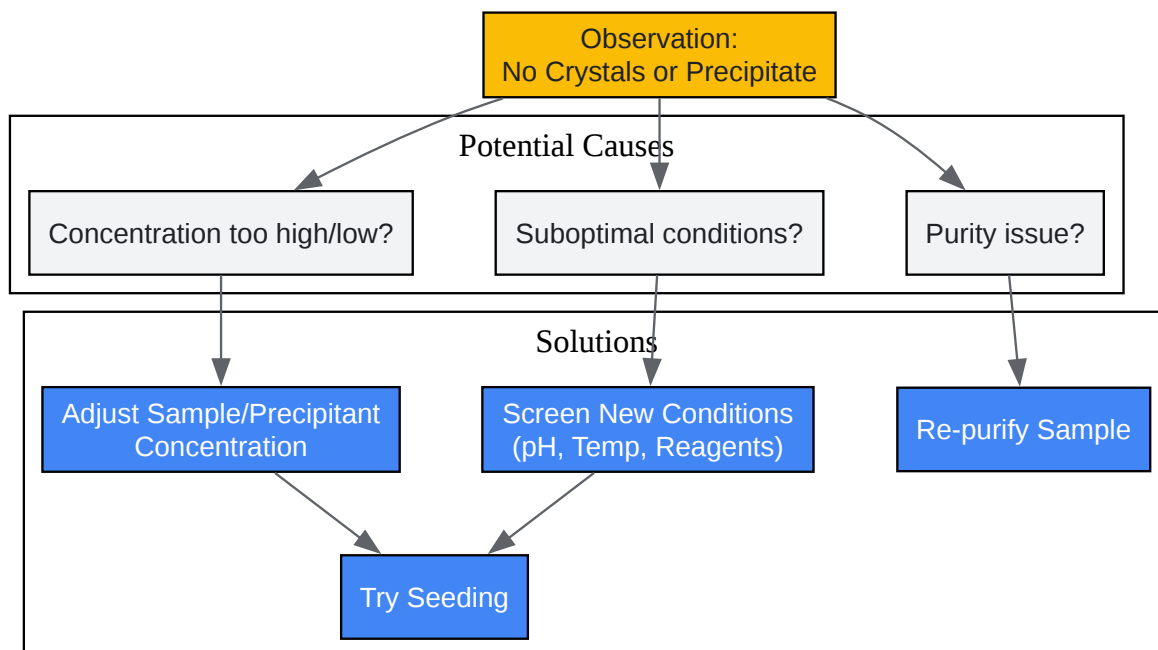 Observation:
No Crystals or Precipitate
Potential Causes
Concentration too high/low?
Suboptimal conditions?
Purity issue?
Solutions
Adjust Sample/Precipitant
Concentration
Screen New Conditions
(pH, Temp, Reagents)
Re-purify Sample
Try Seeding